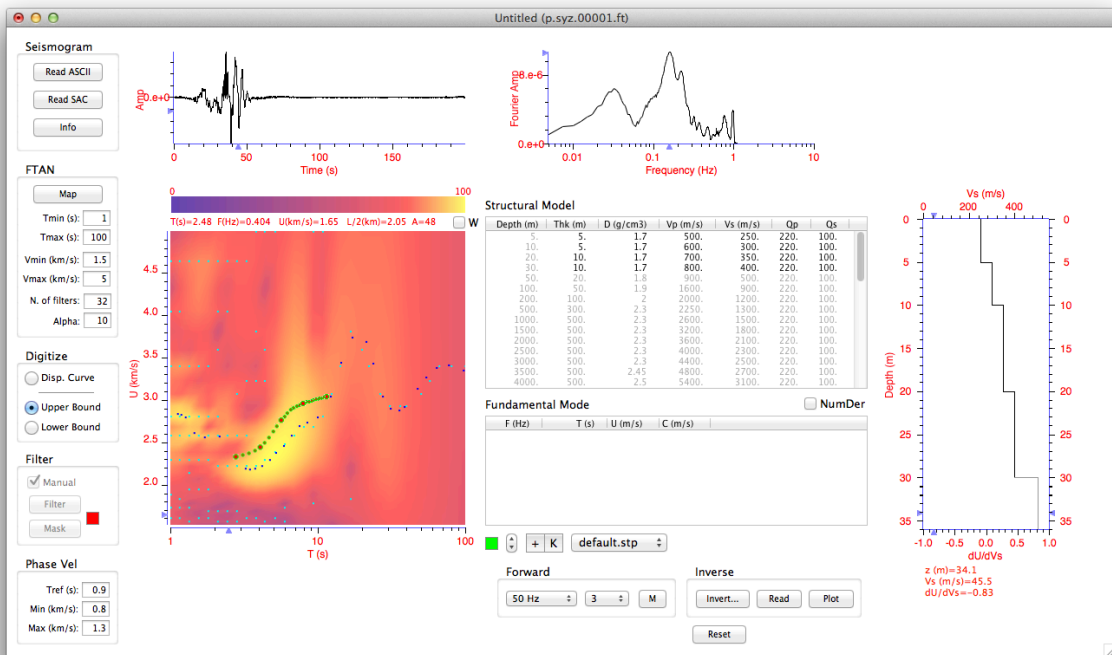 Untitled (p.syz.00001.ft)
Seismogram
Read ASCII
Read SAC
Info
Amp
0.e+0
0 50 100 150
Time (s)
Fourier Amp
8.e-6
0.e+0
0.01 0.1 1 10
Frequency (Hz)
FTAN
Map
Tmin (s): 1
Tmax (s): 100
Vmin (km/s): 1.5
Vmax (km/s): 5
N. of filters: 32
Alpha: 10
Digitize
Disp. Curve
Upper Bound
Lower Bound
Filter
Manual
Filter
Mask
Phase Vel
Tref (s): 0.9
Min (km/s): 0.8
Max (km/s): 1.3
0 100
T(s)=2.48 F(Hz)=0.404 U(km/s)=1.65 L/2(km)=2.05 A=48
W
U (km/s)
4.5
4.0
3.5
3.0
2.5
2.0
1 10 100
T (s)
Structural Model
Depth (m) Thk (m) D (g/cm3) Vp (m/s) Vs (m/s) Qp Qs
5. 5. 1.7 500. 250. 220. 100.
10. 5. 1.7 600. 300. 220. 100.
20. 10. 1.7 700. 350. 220. 100.
30. 10. 1.7 800. 400. 220. 100.
50. 20. 1.8 900. 500. 220. 100.
100. 50. 1.9 1600. 900. 220. 100.
200. 100. 2 2000. 1200. 220. 100.
500. 300. 2.3 2250. 1300. 220. 100.
1000. 500. 2.3 2600. 1500. 220. 100.
1500. 500. 2.3 3200. 1800. 220. 100.
2000. 500. 2.3 3600. 2100. 220. 100.
2500. 500. 2.3 4000. 2300. 220. 100.
3000. 500. 2.3 4400. 2500. 220. 100.
3500. 500. 2.45 4800. 2700. 220. 100.
4000. 500. 2.5 5400. 3100. 220. 100.
Fundamental Mode
NumDer
F (Hz) T (s) U (m/s) C (m/s)
+ K
default.stp
Forward
50 Hz 3 M
Inverse
Invert... Read Plot
Reset
Vs (m/s)
0 200 400
Depth (m)
0 0
5 5
10 10
15 15
20 20
25 25
30 30
35 35
-1.0 -0.5 0.0 0.5 1.0
dU/dVs
z (m)=34.1
Vs (m/s)=45.5
dU/dVs=-0.83